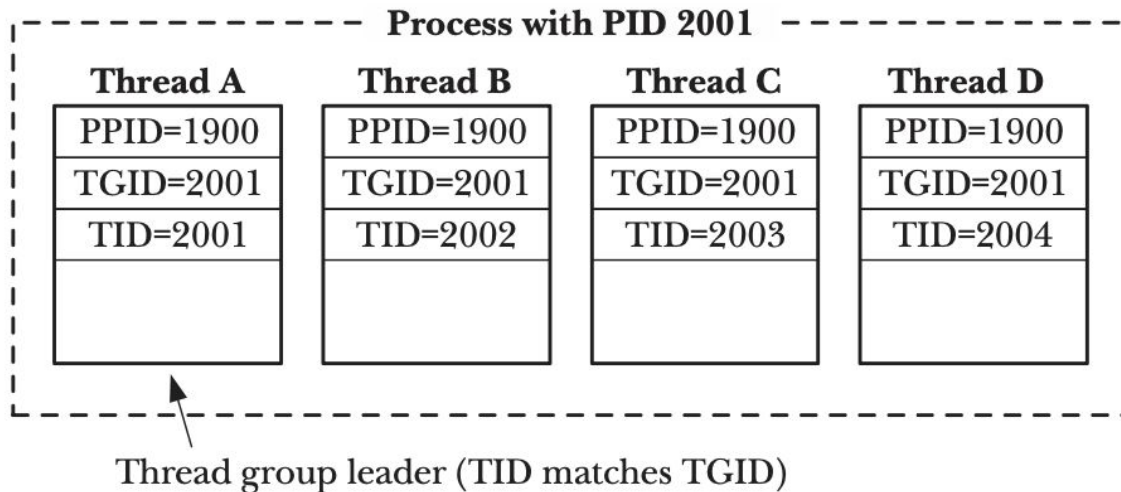 Process with PID 2001
Thread A Thread B Thread C Thread D
PPID=1900 PPID=1900 PPID=1900 PPID=1900
TGID=2001 TGID=2001 TGID=2001 TGID=2001
TID=2001 TID=2002 TID=2003 TID=2004
Thread group leader (TID matches TGID)